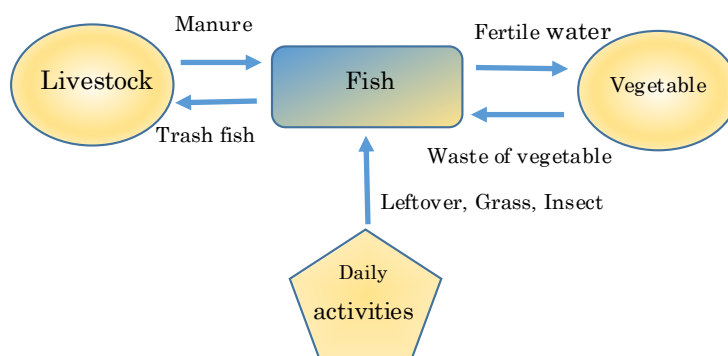 Manure
Fertile water
Livestock
Fish
Vegetable
Trash fish
Waste of vegetable
Leftover, Grass, Insect
Daily
activities